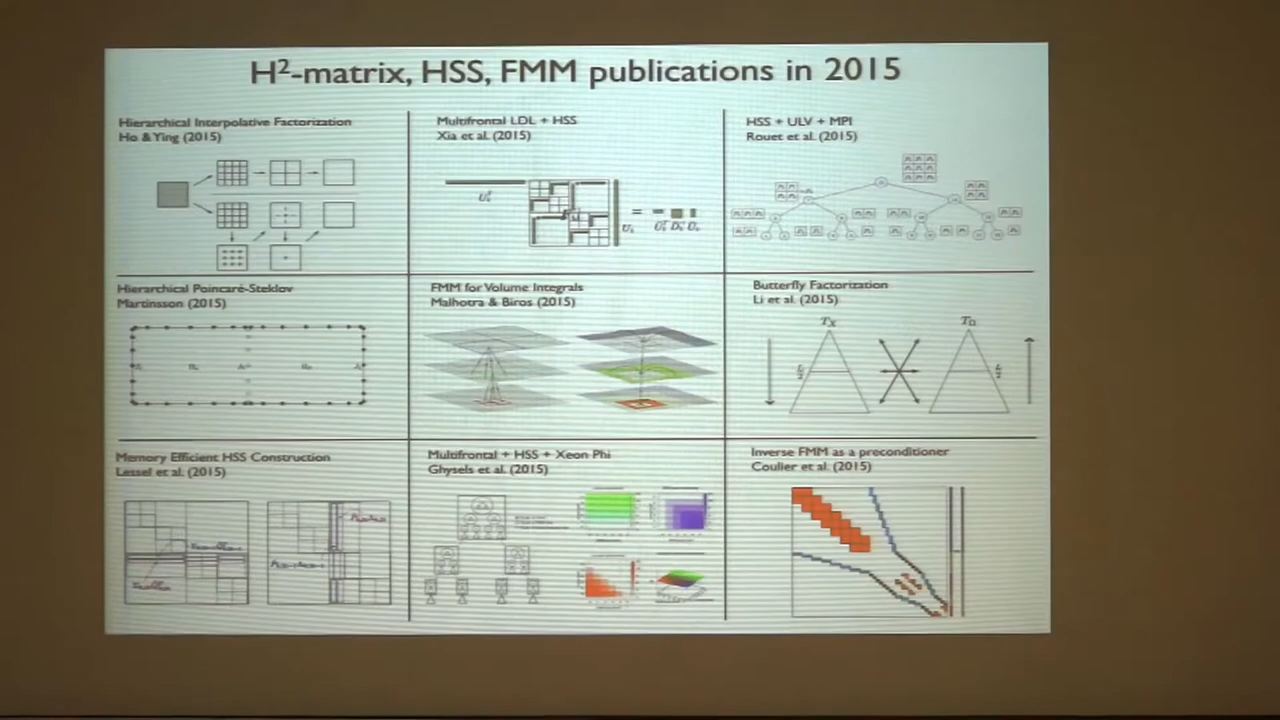 H²-matrix, HSS, FMM publications in 2015
Hierarchical Interpolative Factorization
Ho & Ying (2015)
Multifrontal LDL + HSS
Xia et al. (2015)
HSS + ULV + MPI
Rouet et al. (2015)
Hierarchical Poincaré-Steklov
Martinsson (2015)
FMM for Volume Integrals
Malhotra & Biros (2015)
Butterfly Factorization
Li et al. (2015)
Memory Efficient HSS Construction
Lessel et al. (2015)
Multifrontal + HSS + Xeon Phi
Ghysels et al. (2015)
Inverse FMM as a preconditioner
Coulier et al. (2015)